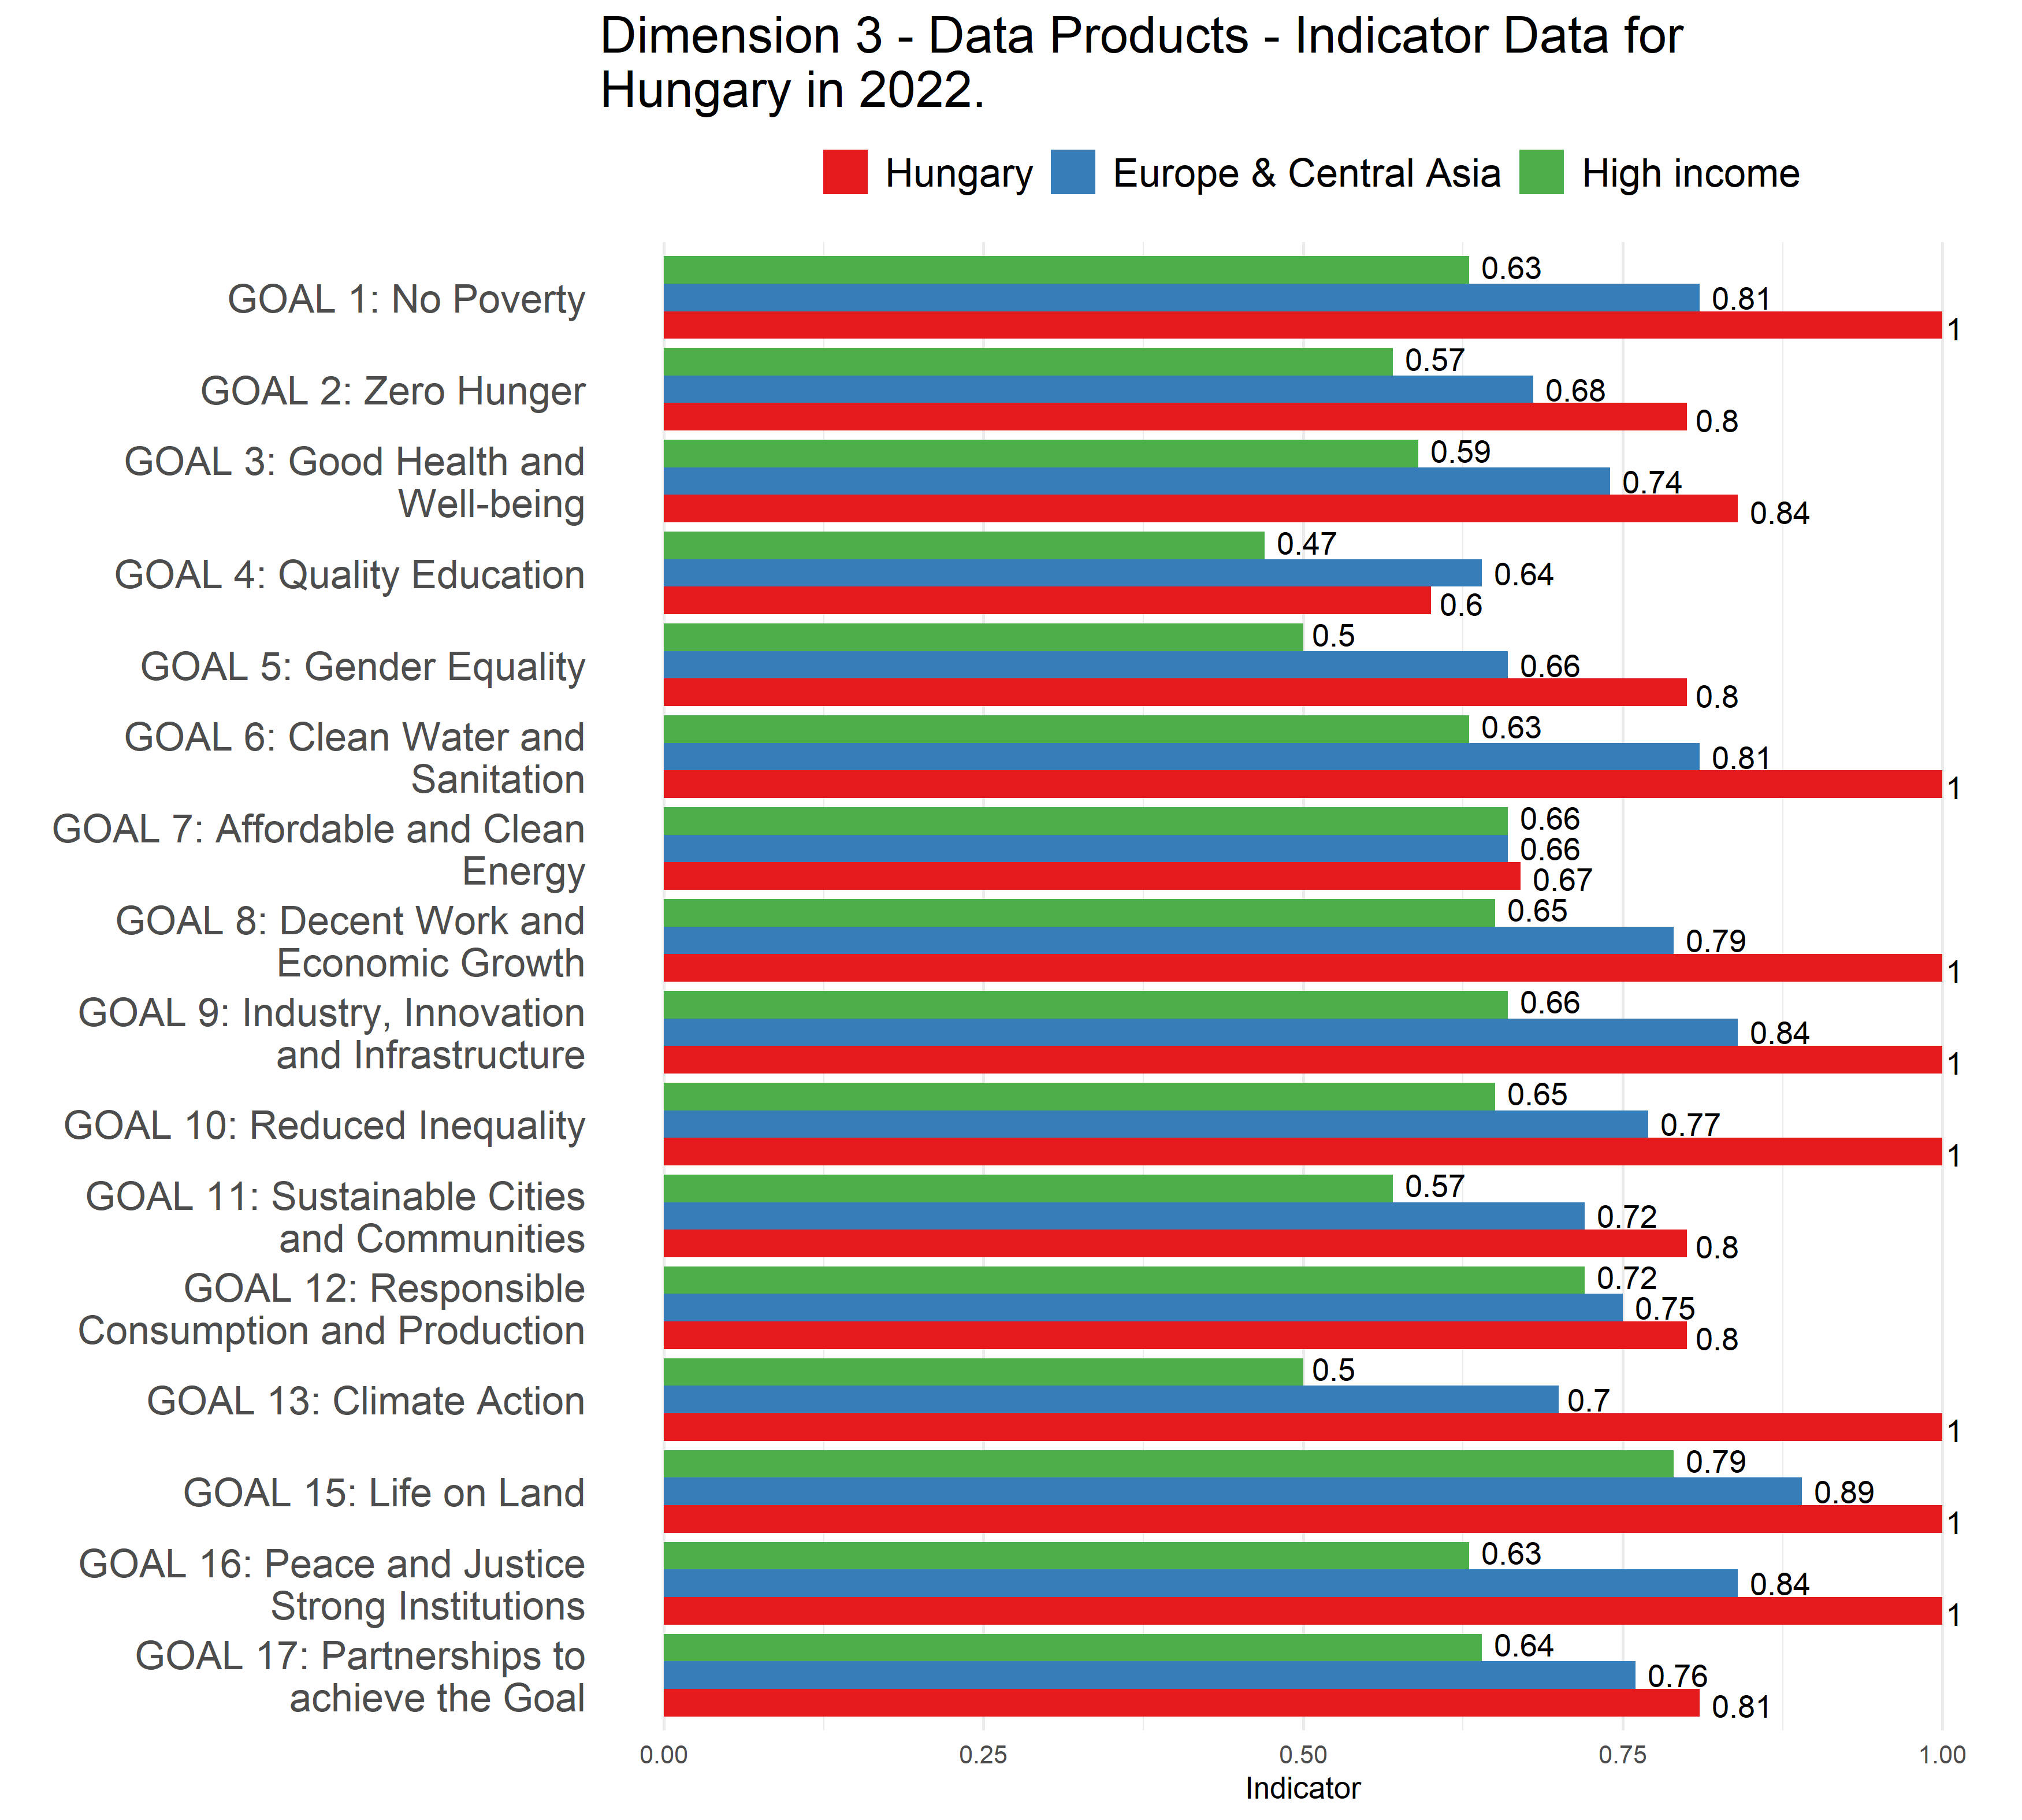 Dimension 3 - Data Products - Indicator Data for
Hungary in 2022.
Hungary
Europe & Central Asia
High income
GOAL 1: No Poverty
0.63
0.81
1
GOAL 2: Zero Hunger
0.57
0.68
0.8
GOAL 3: Good Health and
Well-being
0.59
0.74
0.84
GOAL 4: Quality Education
0.47
0.64
0.6
GOAL 5: Gender Equality
0.5
0.66
0.8
GOAL 6: Clean Water and
Sanitation
0.63
0.81
1
GOAL 7: Affordable and Clean
Energy
0.66
0.66
0.67
GOAL 8: Decent Work and
Economic Growth
0.65
0.79
1
GOAL 9: Industry, Innovation
and Infrastructure
0.66
0.84
1
GOAL 10: Reduced Inequality
0.65
0.77
1
GOAL 11: Sustainable Cities
and Communities
0.57
0.72
0.8
GOAL 12: Responsible
Consumption and Production
0.72
0.75
0.8
GOAL 13: Climate Action
0.5
0.7
1
GOAL 15: Life on Land
0.79
0.89
1
GOAL 16: Peace and Justice
Strong Institutions
0.63
0.84
1
GOAL 17: Partnerships to
achieve the Goal
0.64
0.76
0.81
0.00
0.25
0.50
0.75
1.00
Indicator